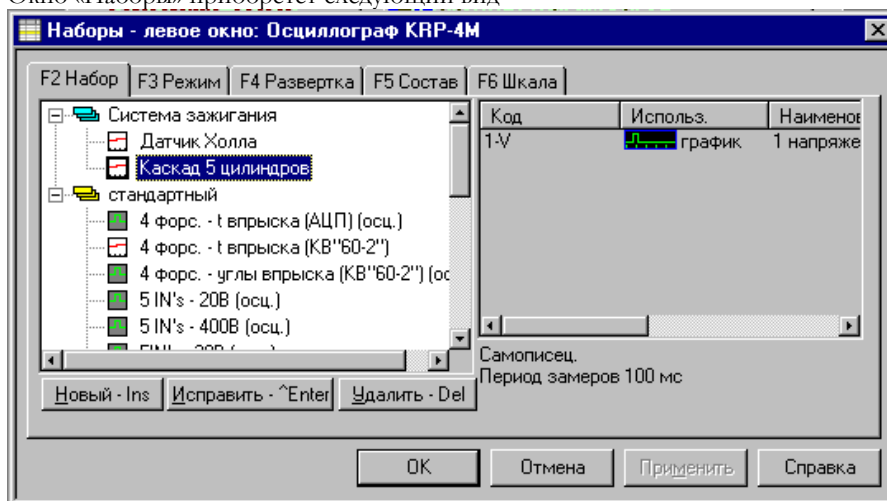 Окно «Наборы» приобретет следующий вид
Наборы - левое окно: Осциллограф KRP-4M
F2 Набор F3 Режим F4 Развертка F5 Состав F6 Шкала
Система зажигания
Датчик Холла
Каскад 5 цилиндров
стандартный
4 форс. - t впрыска (АЦП) (осц.)
4 форс. - t впрыска (КВ"60-2")
4 форс. - углы впрыска (КВ"60-2") (ос
5 IN's - 20В (осц.)
5 IN's - 400В (осц.)
Код Использ. Наименов
1-V график 1 напряже
Самописец.
Период замеров 100 мс
Новый - Ins Исправить - ^Enter Удалить - Del
OK Отмена Применить Справка